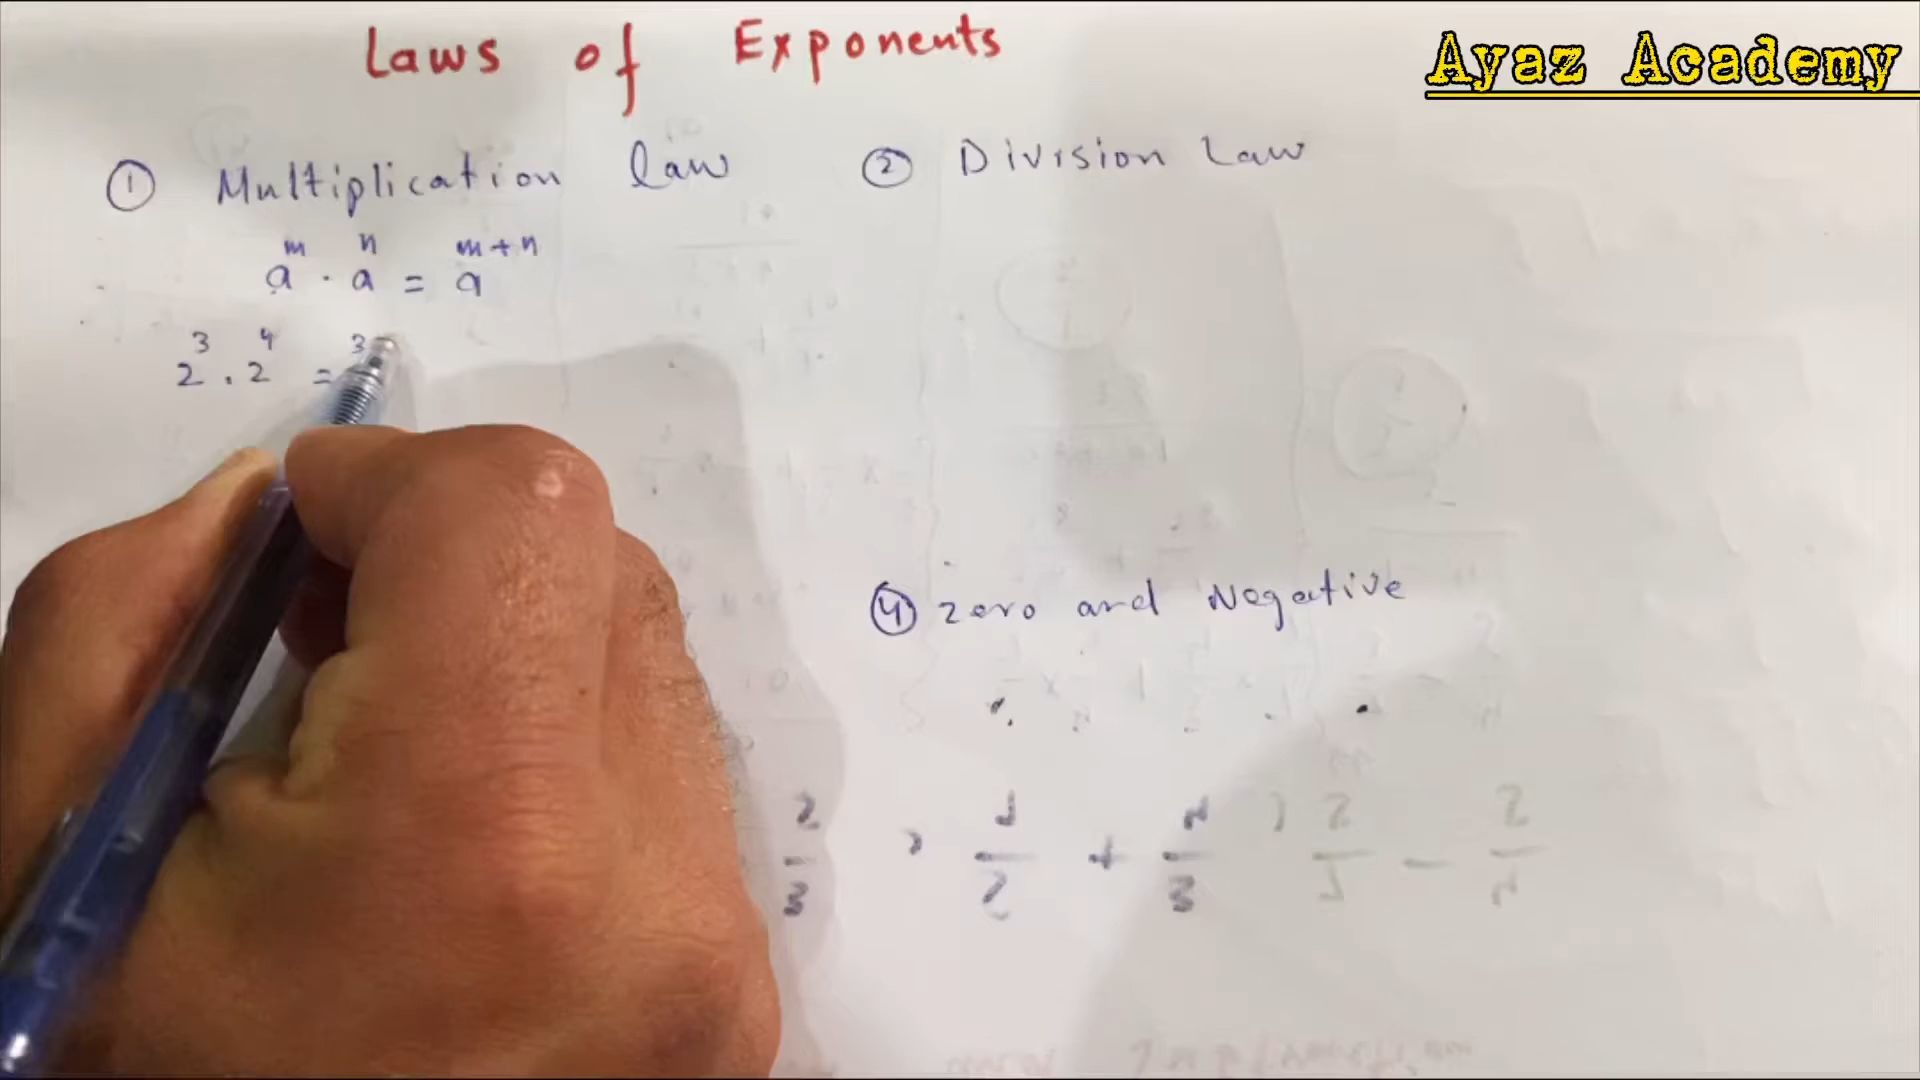 Laws of Exponents
Ayaz Academy
① Multiplication law
a^m · a^n = a^(m+n)
2^3 . 2^4 = ^3
② Division Law
④ Zero and Negative